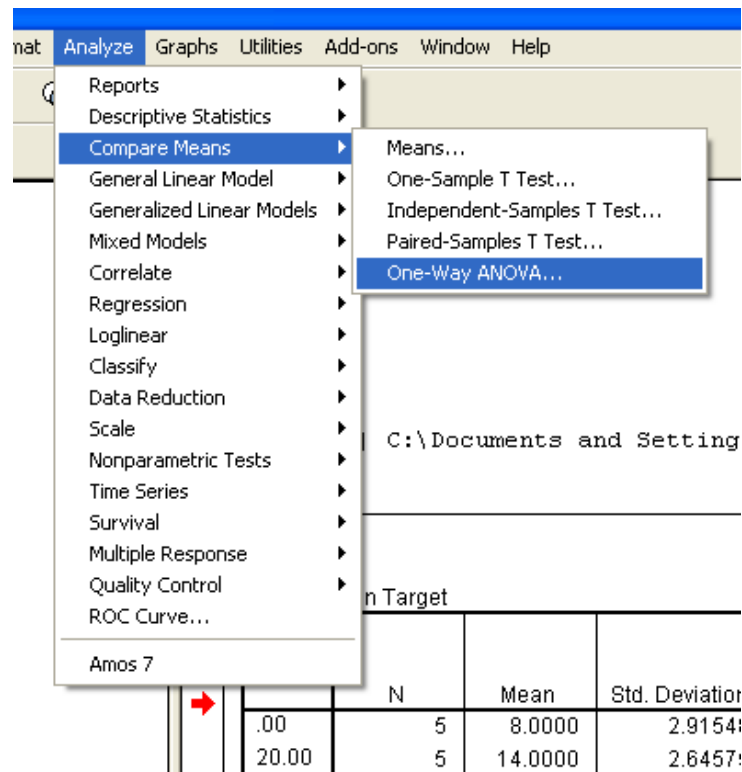 mat Analyze Graphs Utilities Add-ons Window Help
Reports
Descriptive Statistics
Compare Means
General Linear Model
Generalized Linear Models
Mixed Models
Correlate
Regression
Loglinear
Classify
Data Reduction
Scale
Nonparametric Tests
Time Series
Survival
Multiple Response
Quality Control
ROC Curve...
Amos 7
Means...
One-Sample T Test...
Independent-Samples T Test...
Paired-Samples T Test...
One-Way ANOVA...
C:\Documents and Setting
n Target
N Mean Std. Deviation
.00 5 8.0000 2.9154
20.00 5 14.0000 2.6457